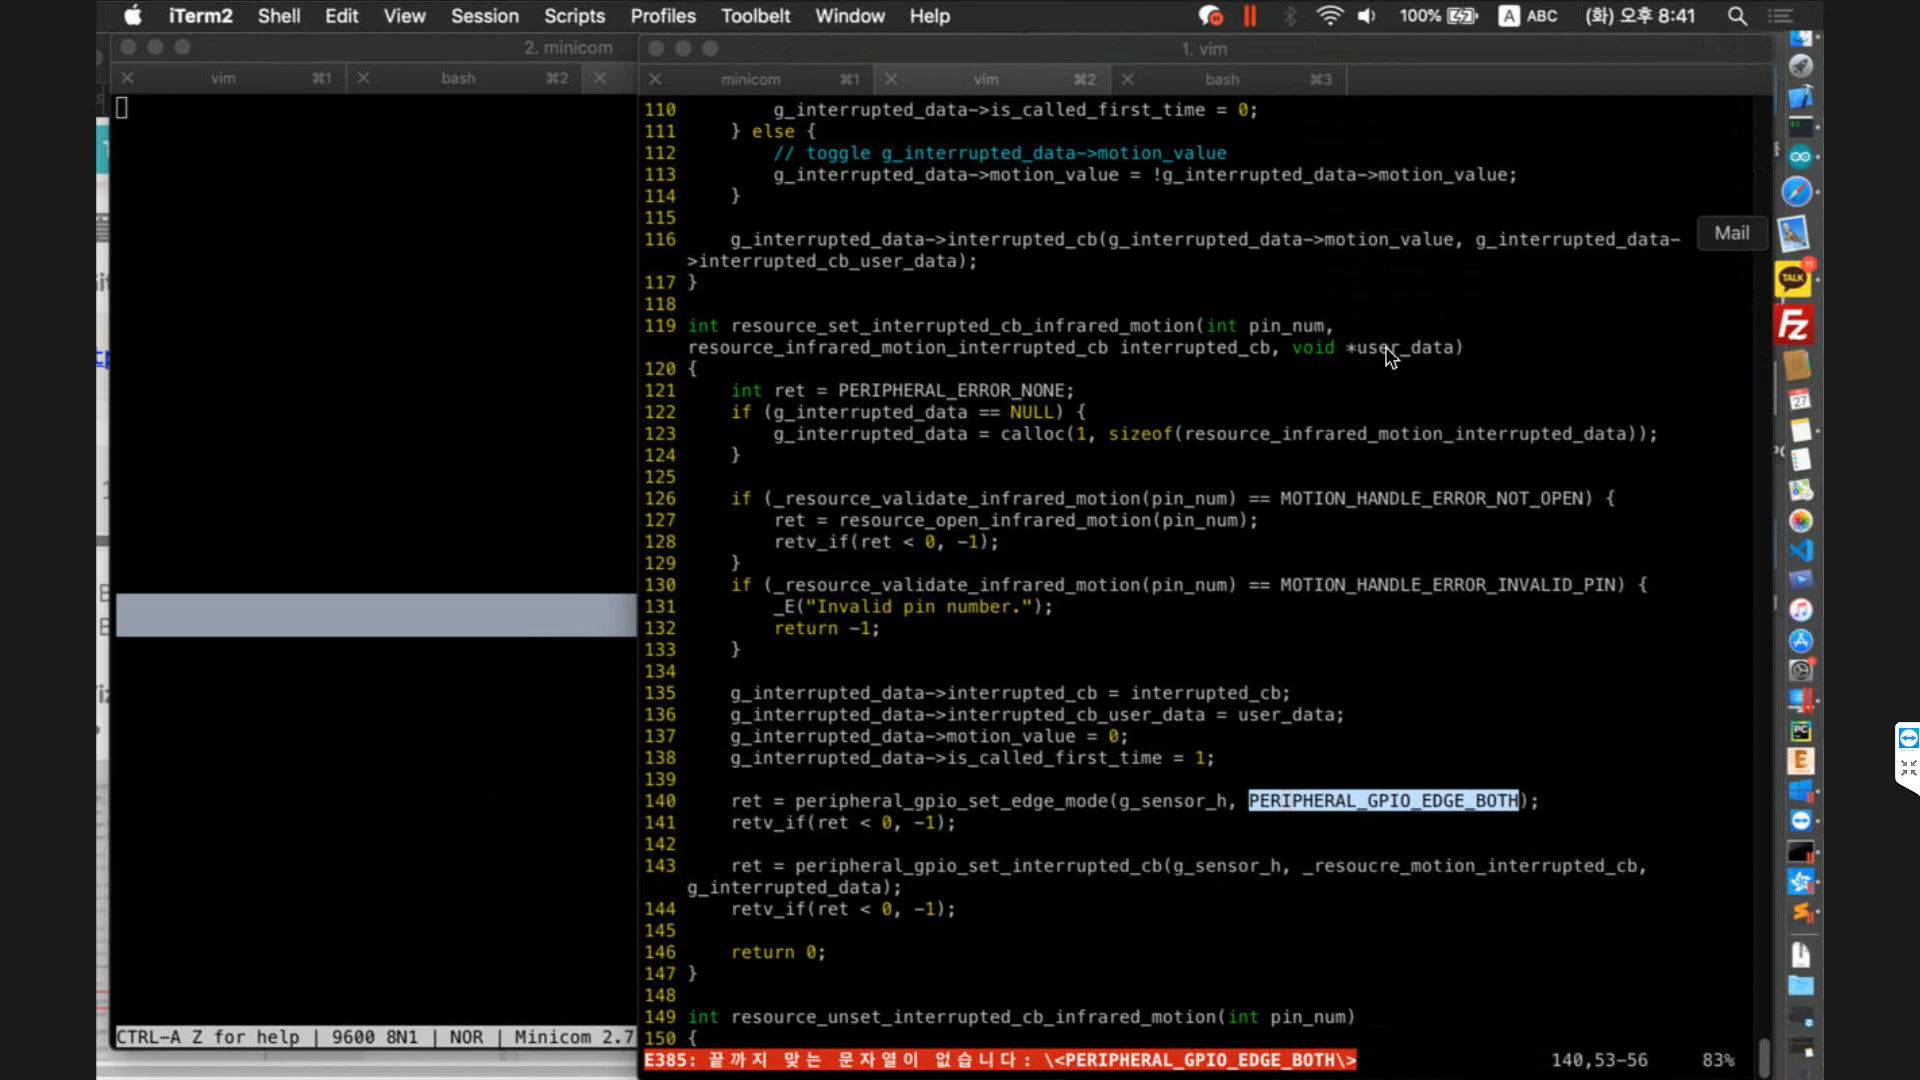 iTerm2 Shell Edit View Session Scripts Profiles Toolbelt Window Help 100% A ABC (화) 오후 8:41
2. minicom
vim ⌘1 bash ⌘2
1. vim
minicom ⌘1 vim ⌘2 bash ⌘3
110         g_interrupted_data->is_called_first_time = 0;
111     } else {
112         // toggle g_interrupted_data->motion_value
113         g_interrupted_data->motion_value = !g_interrupted_data->motion_value;
114     }
115
116     g_interrupted_data->interrupted_cb(g_interrupted_data->motion_value, g_interrupted_data-
>interrupted_cb_user_data);
117 }
118
119 int resource_set_interrupted_cb_infrared_motion(int pin_num,
resource_infrared_motion_interrupted_cb interrupted_cb, void *user_data)
120 {
121     int ret = PERIPHERAL_ERROR_NONE;
122     if (g_interrupted_data == NULL) {
123         g_interrupted_data = calloc(1, sizeof(resource_infrared_motion_interrupted_data));
124     }
125
126     if (_resource_validate_infrared_motion(pin_num) == MOTION_HANDLE_ERROR_NOT_OPEN) {
127         ret = resource_open_infrared_motion(pin_num);
128         retv_if(ret < 0, -1);
129     }
130     if (_resource_validate_infrared_motion(pin_num) == MOTION_HANDLE_ERROR_INVALID_PIN) {
131         _E("Invalid pin number.");
132         return -1;
133     }
134
135     g_interrupted_data->interrupted_cb = interrupted_cb;
136     g_interrupted_data->interrupted_cb_user_data = user_data;
137     g_interrupted_data->motion_value = 0;
138     g_interrupted_data->is_called_first_time = 1;
139
140     ret = peripheral_gpio_set_edge_mode(g_sensor_h, PERIPHERAL_GPIO_EDGE_BOTH);
141     retv_if(ret < 0, -1);
142
143     ret = peripheral_gpio_set_interrupted_cb(g_sensor_h, _resoucre_motion_interrupted_cb,
g_interrupted_data);
144     retv_if(ret < 0, -1);
145
146     return 0;
147 }
148
149 int resource_unset_interrupted_cb_infrared_motion(int pin_num)
150 {
E385: 끝까지 맞는 문자열이 없습니다: \<PERIPHERAL_GPIO_EDGE_BOTH\> 140,53-56 83%
CTRL-A Z for help | 9600 8N1 | NOR | Minicom 2.7
Mail
TALK
11
Fz
27
PC
E